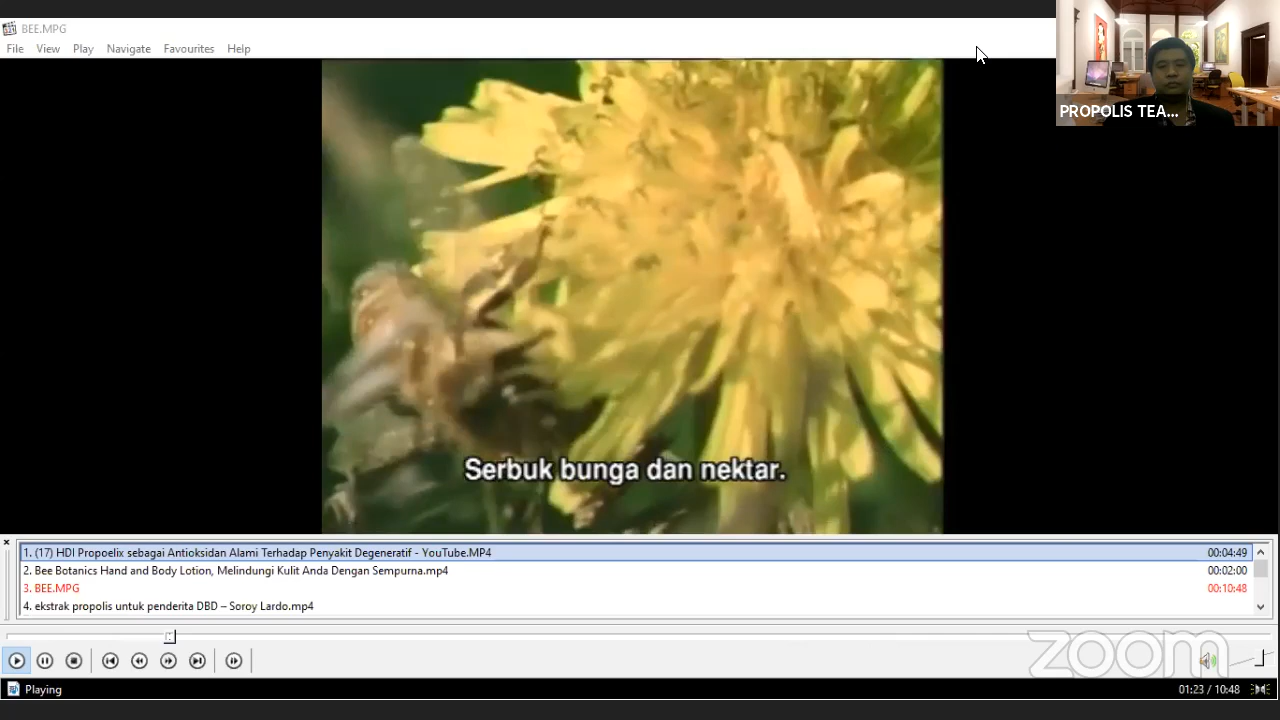 BEE.MPG
File View Play Navigate Favourites Help
PROPOLIS TEA...
Serbuk bunga dan nektar.
1. (17) HDI Propoelix sebagai Antioksidan Alami Terhadap Penyakit Degeneratif - YouTube.MP4 00:04:49
2. Bee Botanics Hand and Body Lotion, Melindungi Kulit Anda Dengan Sempurna.mp4 00:02:00
3. BEE.MPG 00:10:48
4. ekstrak propolis untuk penderita DBD – Soroy Lardo.mp4
zoom
Playing 01:23 / 10:48